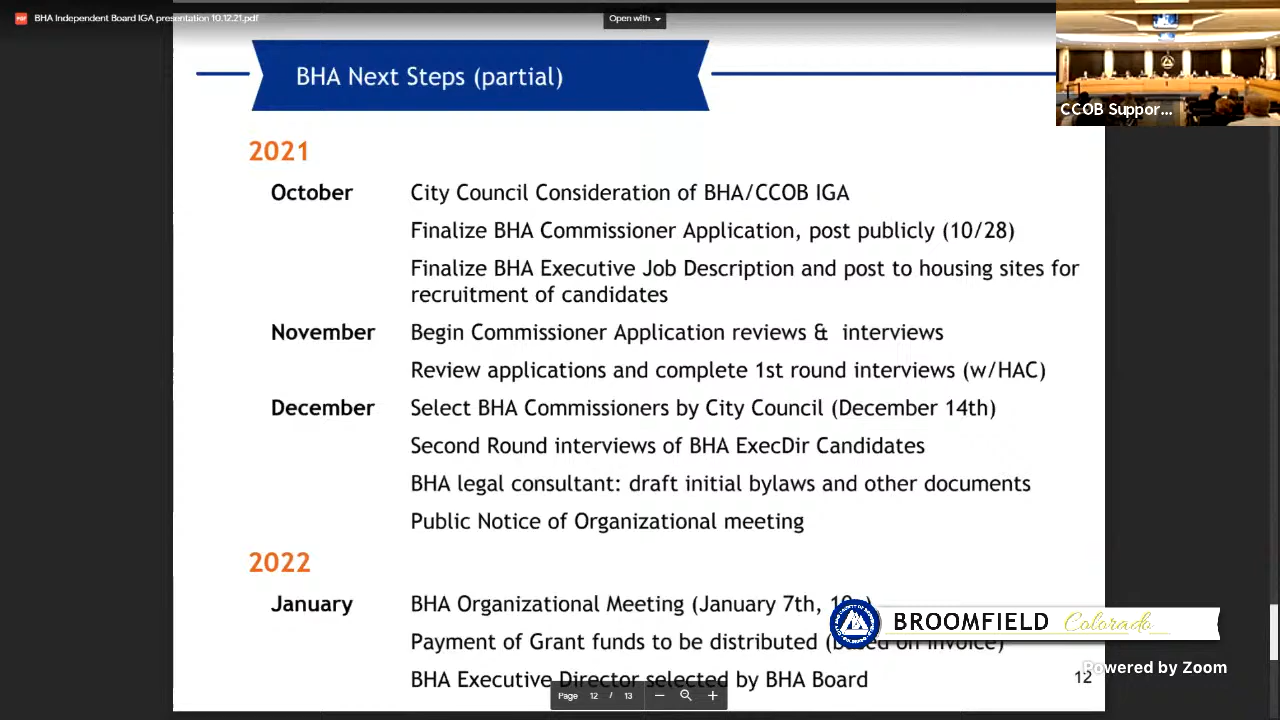 BHA Independent Board IGA presentation 10.12.21.pdf
Open with
BHA Next Steps (partial)
CCOB Suppor...
2021
October City Council Consideration of BHA/CCOB IGA
Finalize BHA Commissioner Application, post publicly (10/28)
Finalize BHA Executive Job Description and post to housing sites for
recruitment of candidates
November Begin Commissioner Application reviews & interviews
Review applications and complete 1st round interviews (w/HAC)
December Select BHA Commissioners by City Council (December 14th)
Second Round interviews of BHA ExecDir Candidates
BHA legal consultant: draft initial bylaws and other documents
Public Notice of Organizational meeting
2022
January BHA Organizational Meeting (January 7th,
BROOMFIELD Colorado
Payment of Grant funds to be distributed (based on invoice)
Powered by Zoom
BHA Executive Director selected by BHA Board
12
Page 12 / 13